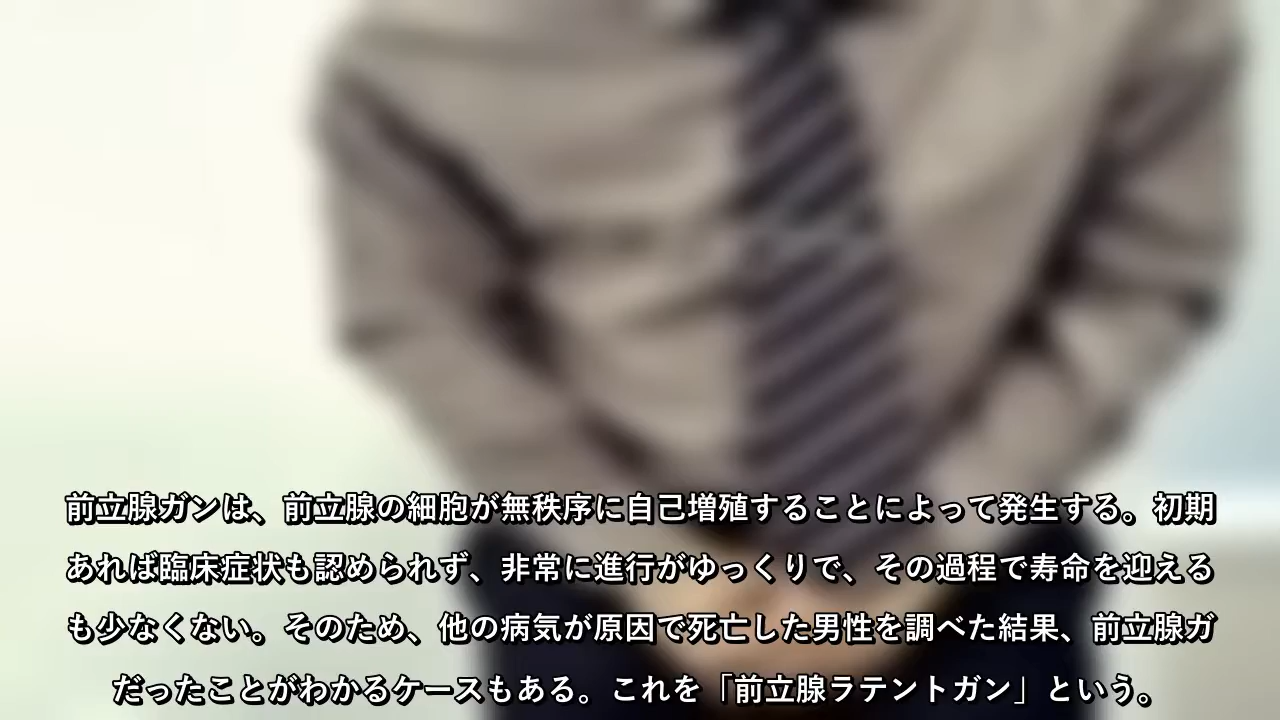 前立腺ガンは、前立腺の細胞が無秩序に自己増殖することによって発生する。初期
あれば臨床症状も認められず、非常に進行がゆっくりで、その過程で寿命を迎える
も少なくない。そのため、他の病気が原因で死亡した男性を調べた結果、前立腺ガ
だったことがわかるケースもある。これを「前立腺ラテントガン」という。